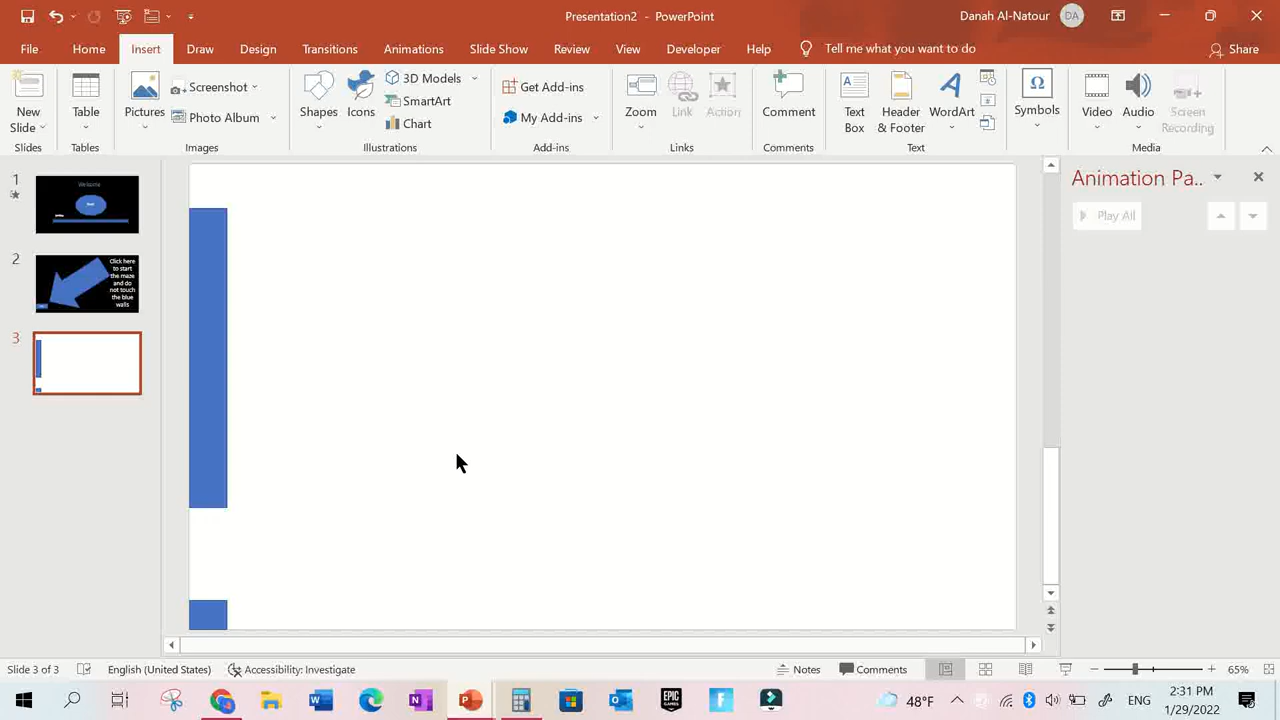 Presentation2 - PowerPoint
Danah Al-Natour DA
File Home Insert Draw Design Transitions Animations Slide Show Review View Developer Help Tell me what you want to do Share
New Slide
Table
Pictures
Screenshot
Photo Album
Shapes
Icons
3D Models
SmartArt
Chart
Get Add-ins
My Add-ins
Zoom
Link
Action
Comment
Text Box
Header & Footer
WordArt
Symbols
Video
Audio
Screen Recording
Slides Tables Images Illustrations Add-ins Links Comments Text Media
1
Welcome
2
Click here
to start
the maze
and do
not touch
the blue
walls
3
Animation Pa..
Play All
Slide 3 of 3 English (United States) Accessibility: Investigate Notes Comments 65%
48°F ENG
2:31 PM
1/29/2022